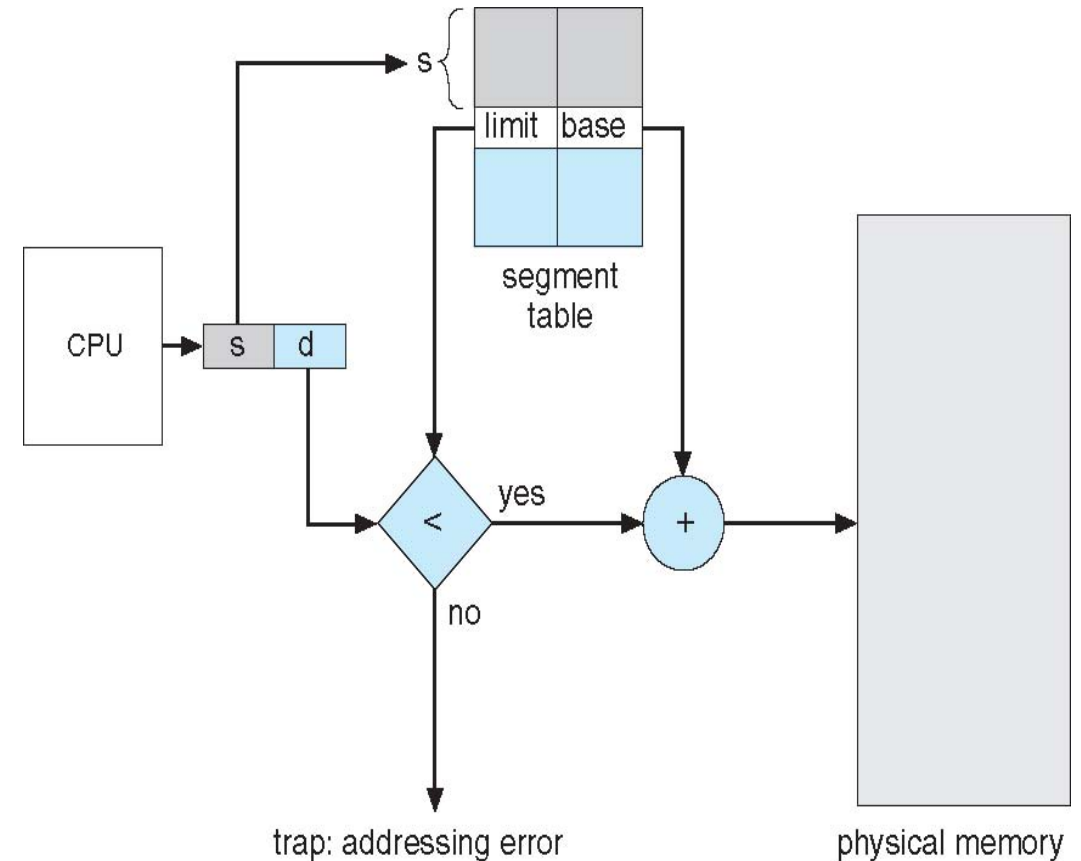 s
limit base
segment
table
CPU
s d
<
yes
+
no
trap: addressing error
physical memory